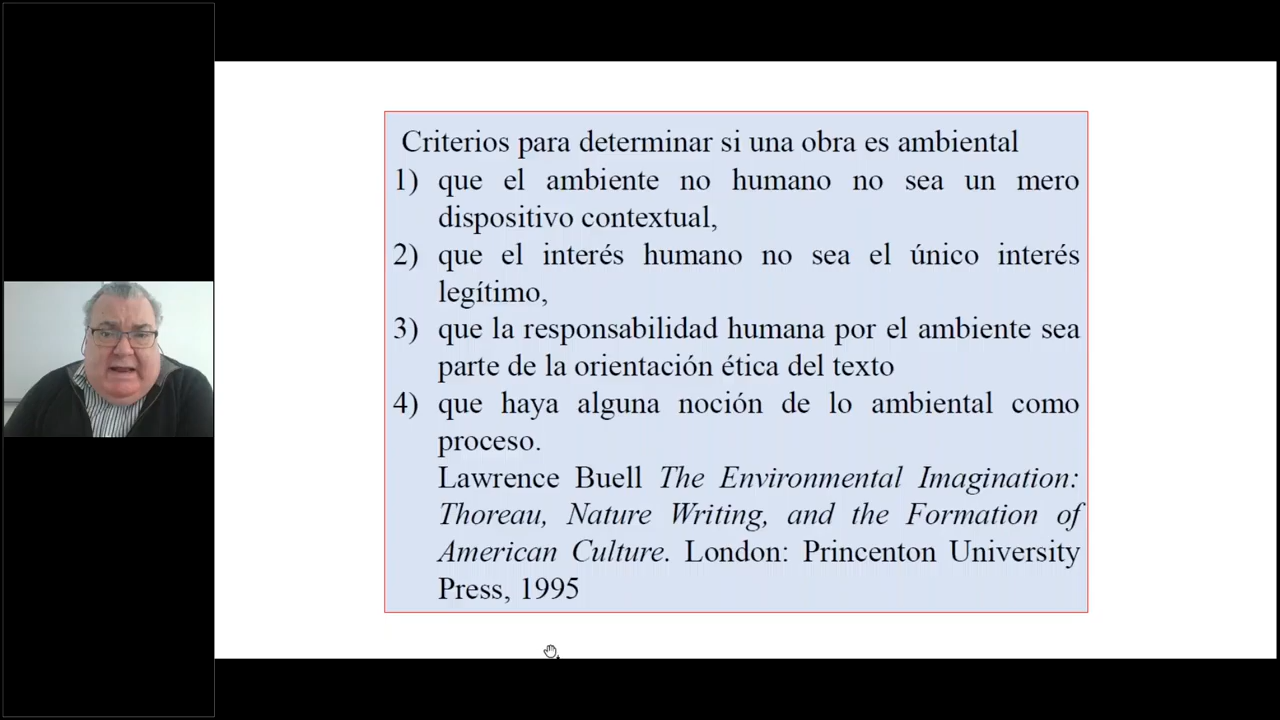 Criterios para determinar si una obra es ambiental
1) que el ambiente no humano no sea un mero
dispositivo contextual,
2) que el interés humano no sea el único interés
legítimo,
3) que la responsabilidad humana por el ambiente sea
parte de la orientación ética del texto
4) que haya alguna noción de lo ambiental como
proceso.
Lawrence Buell The Environmental Imagination:
Thoreau, Nature Writing, and the Formation of
American Culture. London: Princenton University
Press, 1995